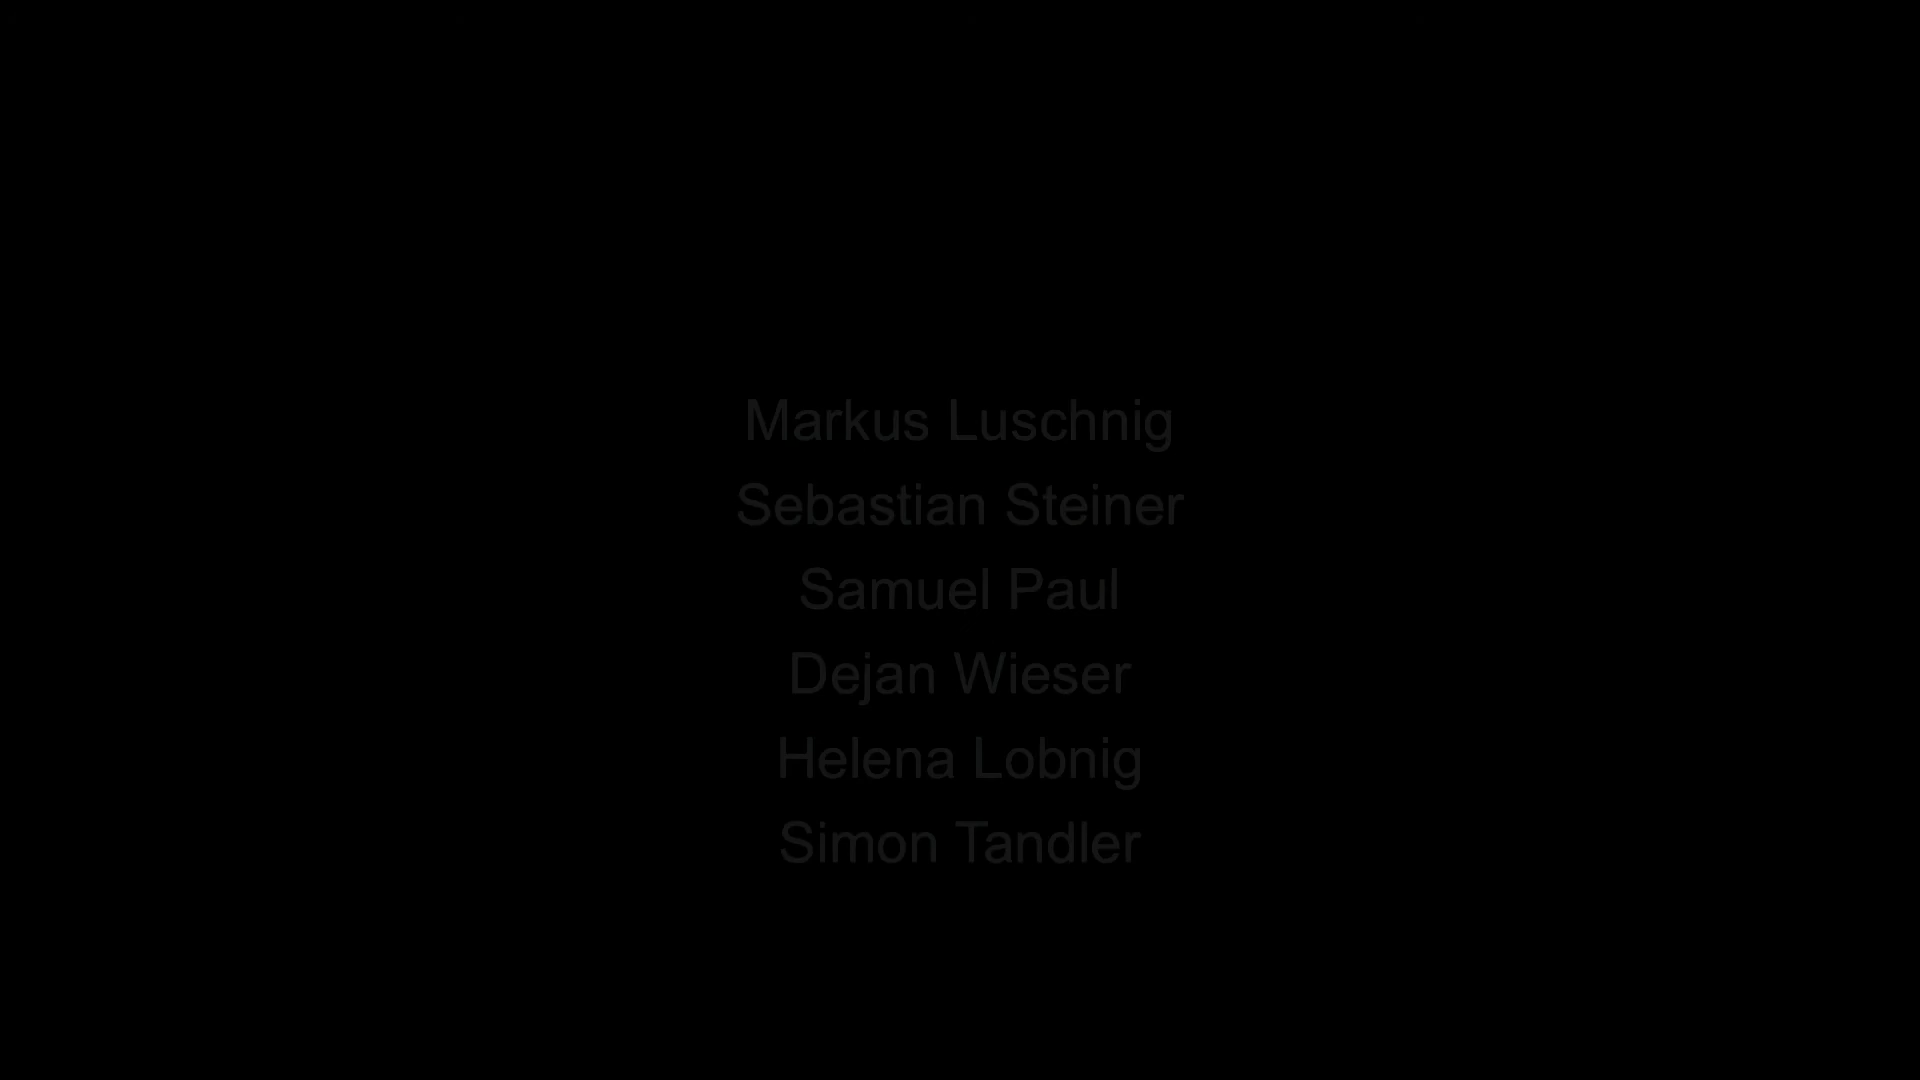 Markus Luschnig
Sebastian Steiner
Samuel Paul
Dejan Wieser
Helena Lobnig
Simon Tandler